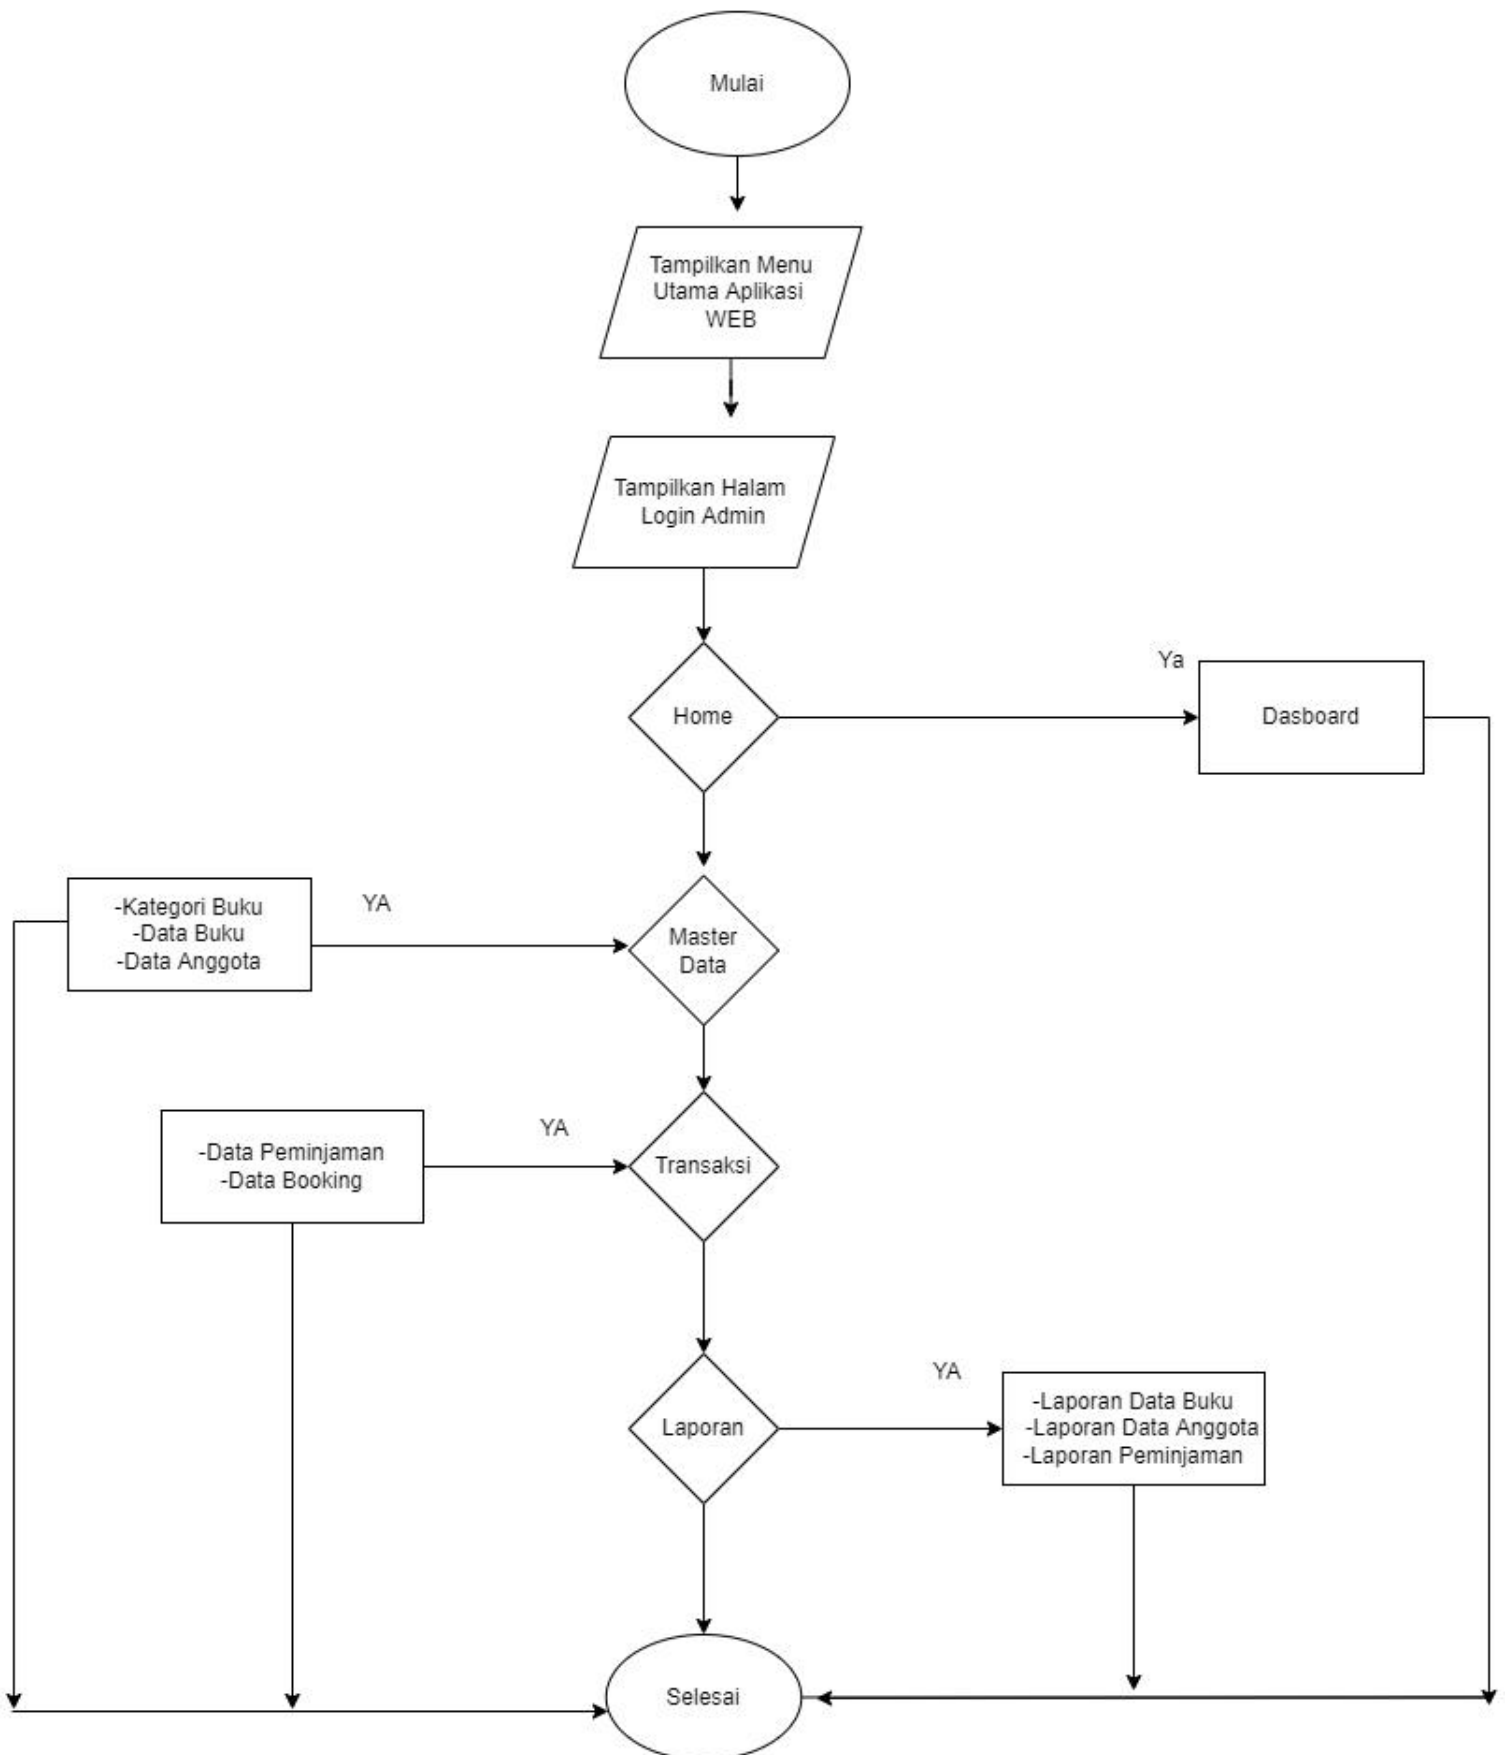 Mulai
Tampilkan Menu
Utama Aplikasi
WEB
Tampilkan Halam
Login Admin
Home
Ya
Dasboard
-Kategori Buku
-Data Buku
-Data Anggota
YA
Master
Data
-Data Peminjaman
-Data Booking
YA
Transaksi
Laporan
YA
-Laporan Data Buku
-Laporan Data Anggota
-Laporan Peminjaman
Selesai